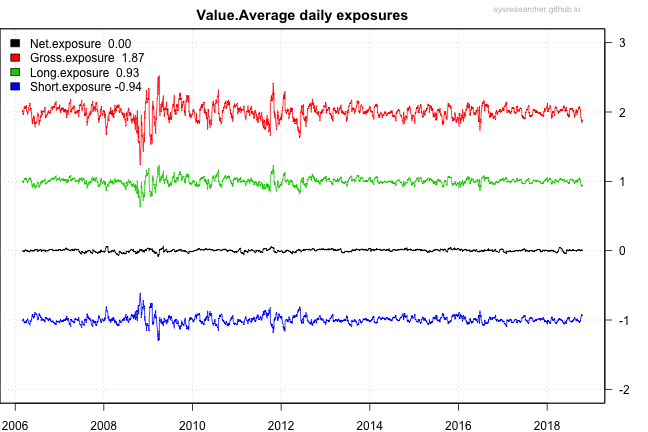 Value.Average daily exposures
sysresearcher.github.io
Net.exposure 0.00
Gross.exposure 1.87
Long.exposure 0.93
Short.exposure -0.94
3
2
1
0
-1
-2
2006 2008 2010 2012 2014 2016 2018